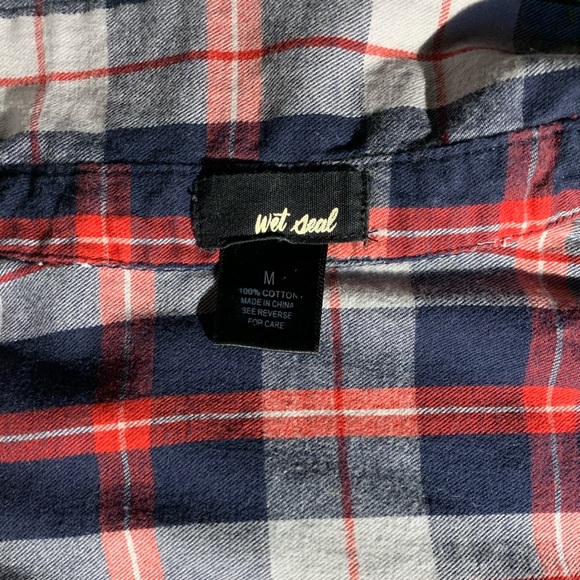 wet seal
M
100% COTTON
MADE IN CHINA
SEE REVERSE
FOR CARE